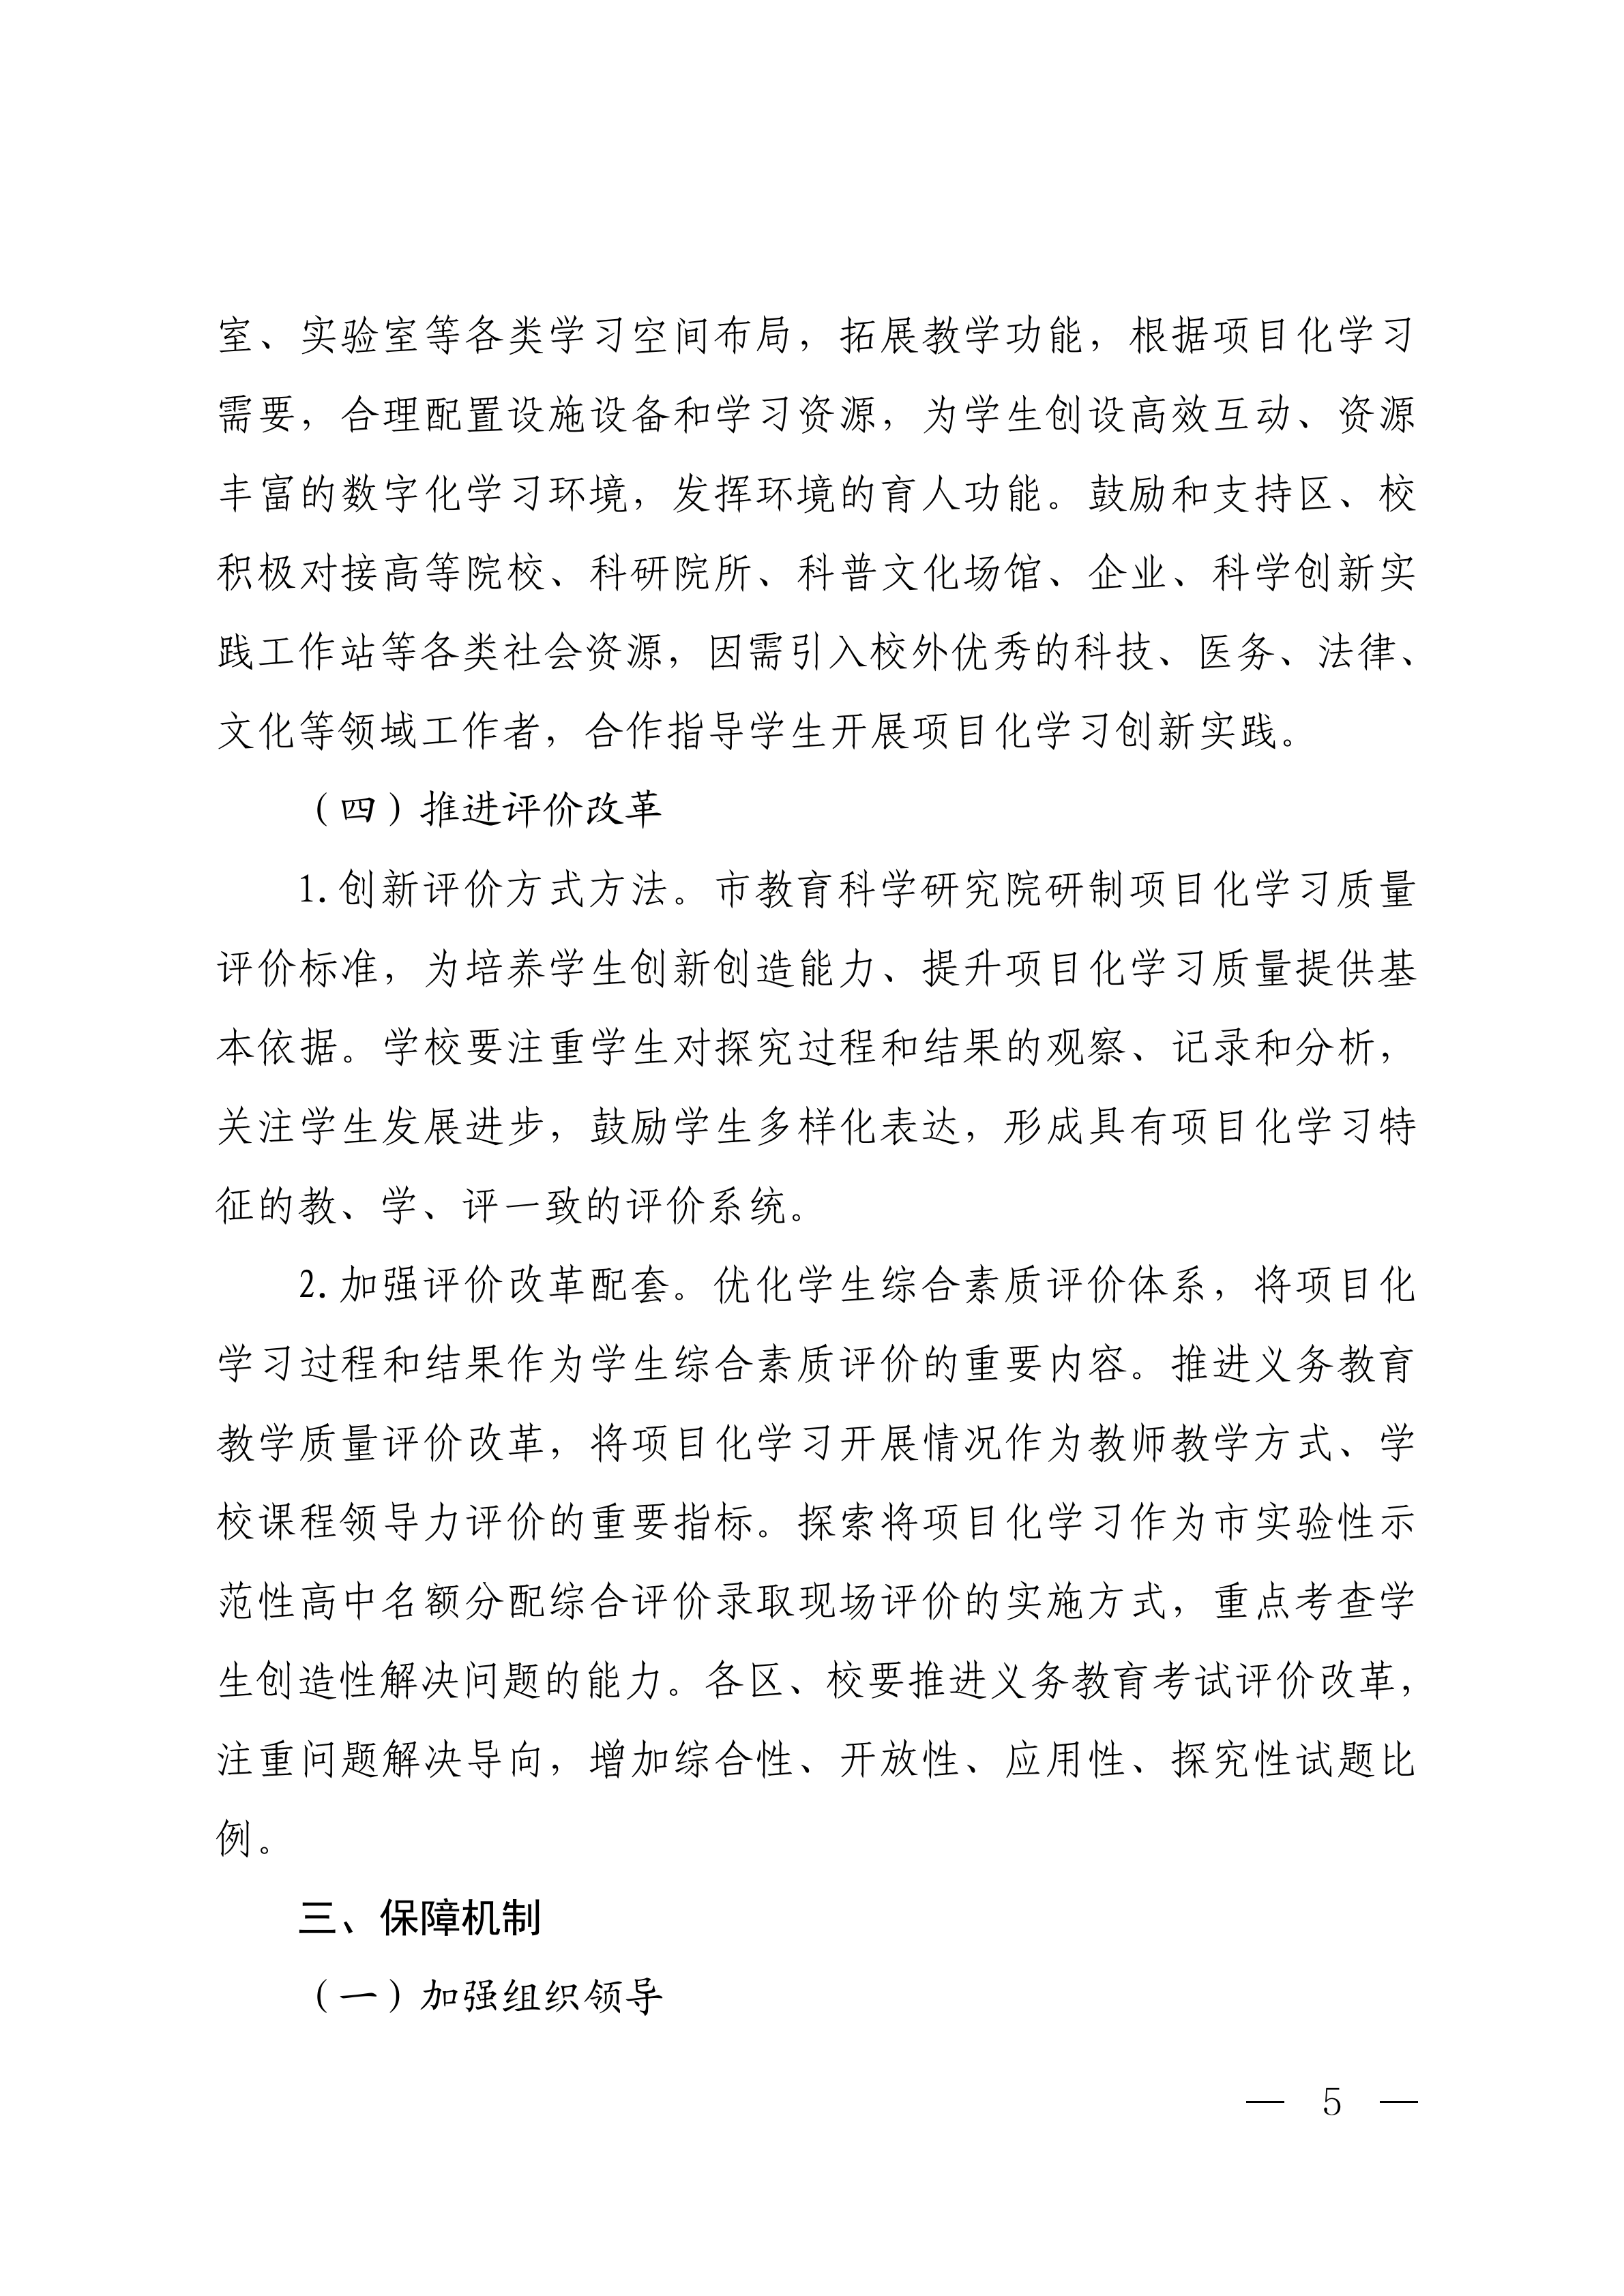 室、实验室等各类学习空间布局，拓展教学功能，根据项目化学习
需要，合理配置设施设备和学习资源，为学生创设高效互动、资源
丰富的数字化学习环境，发挥环境的育人功能。鼓励和支持区、校
积极对接高等院校、科研院所、科普文化场馆、企业、科学创新实
践工作站等各类社会资源，因需引入校外优秀的科技、医务、法律、
文化等领域工作者，合作指导学生开展项目化学习创新实践。
（四）推进评价改革
1.创新评价方式方法。市教育科学研究院研制项目化学习质量
评价标准，为培养学生创新创造能力、提升项目化学习质量提供基
本依据。学校要注重学生对探究过程和结果的观察、记录和分析，
关注学生发展进步，鼓励学生多样化表达，形成具有项目化学习特
征的教、学、评一致的评价系统。
2.加强评价改革配套。优化学生综合素质评价体系，将项目化
学习过程和结果作为学生综合素质评价的重要内容。推进义务教育
教学质量评价改革，将项目化学习开展情况作为教师教学方式、学
校课程领导力评价的重要指标。探索将项目化学习作为市实验性示
范性高中名额分配综合评价录取现场评价的实施方式，重点考查学
生创造性解决问题的能力。各区、校要推进义务教育考试评价改革，
注重问题解决导向，增加综合性、开放性、应用性、探究性试题比
例。
三、保障机制
（一）加强组织领导
— 5 —